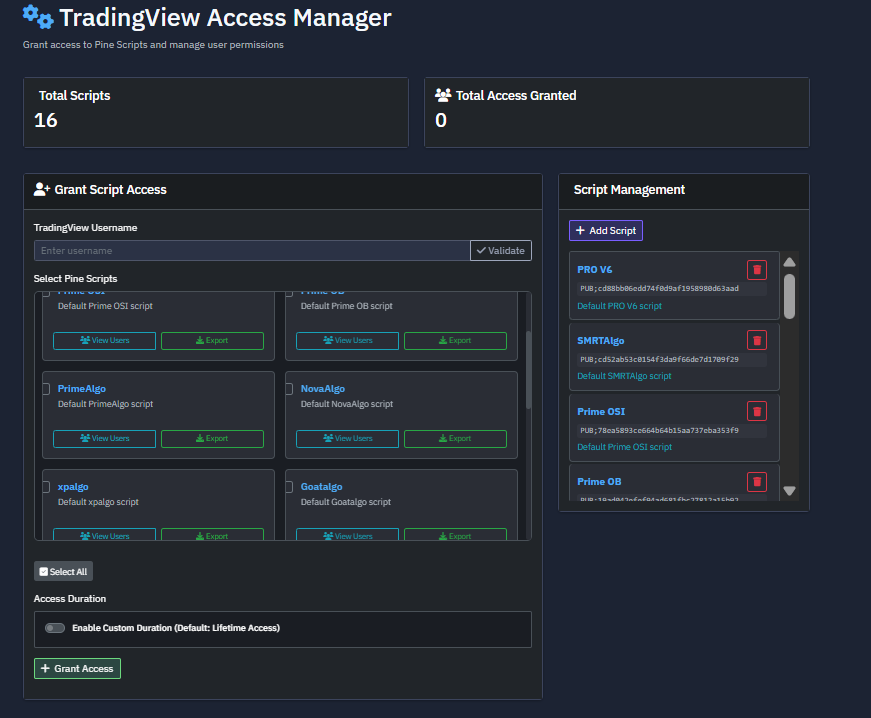 TradingView Access Manager
Grant access to Pine Scripts and manage user permissions
Total Scripts
16
Total Access Granted
0
Grant Script Access
TradingView Username
Enter username
Validate
Select Pine Scripts
Prime OSI
Prime OB
Default Prime OSI script
Default Prime OB script
View Users
Export
View Users
Export
PrimeAlgo
NovaAlgo
Default PrimeAlgo script
Default NovaAlgo script
View Users
Export
View Users
Export
xpalgo
Goatalgo
Default xpalgo script
Default Goatalgo script
View Users
Export
View Users
Export
Select All
Access Duration
Enable Custom Duration (Default: Lifetime Access)
Grant Access
Script Management
Add Script
PRO V6
PUB;cd88bb06edd74f0d9af1958980d63aad
Default PRO V6 script
SMRTAlgo
PUB;cd52ab53c0154f3da9f66de7d1709f29
Default SMRTAlgo script
Prime OSI
PUB;78ea5893ce664b64b15aa737eba353f9
Default Prime OSI script
Prime OB